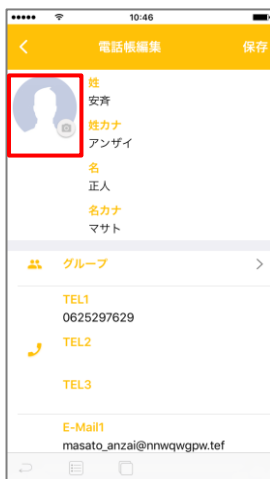 10:46
電話帳編集 保存
姓
安斉
姓カナ
アンザイ
名
正人
名カナ
マサト
グループ
TEL1
0625297629
TEL2
TEL3
E-Mail1
masato_anzai@nnwqwgpw.tef